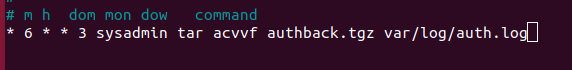 #
# m h  dom mon dow   command
* 6 * * 3 sysadmin tar acvvf authback.tgz var/log/auth.log